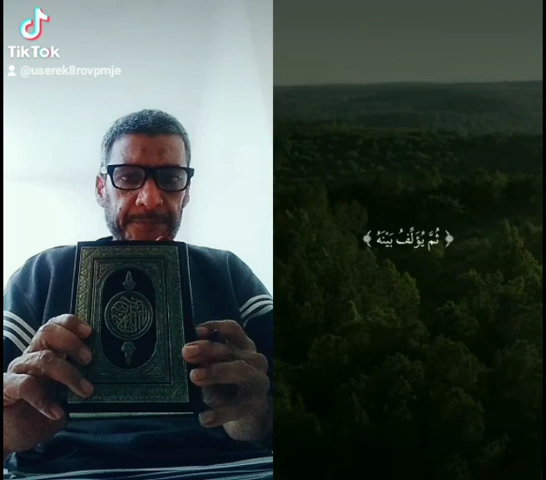 TikTok
@userek8rovpmje
﴿ ثُمَّ يُؤَلِّفُ بَيْنَهُ ﴾